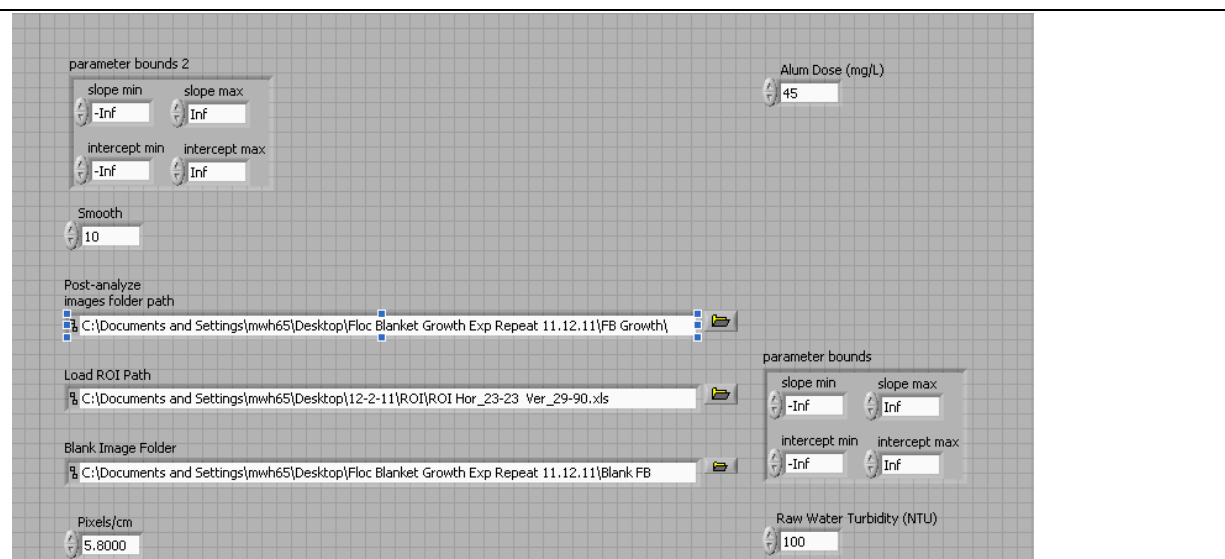 parameter bounds 2
slope min slope max
-Inf Inf
intercept min intercept max
-Inf Inf
Alum Dose (mg/L)
45
Smooth
10
Post-analyze
images folder path
C:\Documents and Settings\mwh65\Desktop\Floc Blanket Growth Exp Repeat 11.12.11\FB Growth\
Load ROI Path
C:\Documents and Settings\mwh65\Desktop\12-2-11\ROI\ROI Hor_23-23 Ver_29-90.xls
Blank Image Folder
C:\Documents and Settings\mwh65\Desktop\Floc Blanket Growth Exp Repeat 11.12.11\Blank FB
parameter bounds
slope min slope max
-Inf Inf
intercept min intercept max
-Inf Inf
Pixels/cm
5.8000
Raw Water Turbidity (NTU)
100